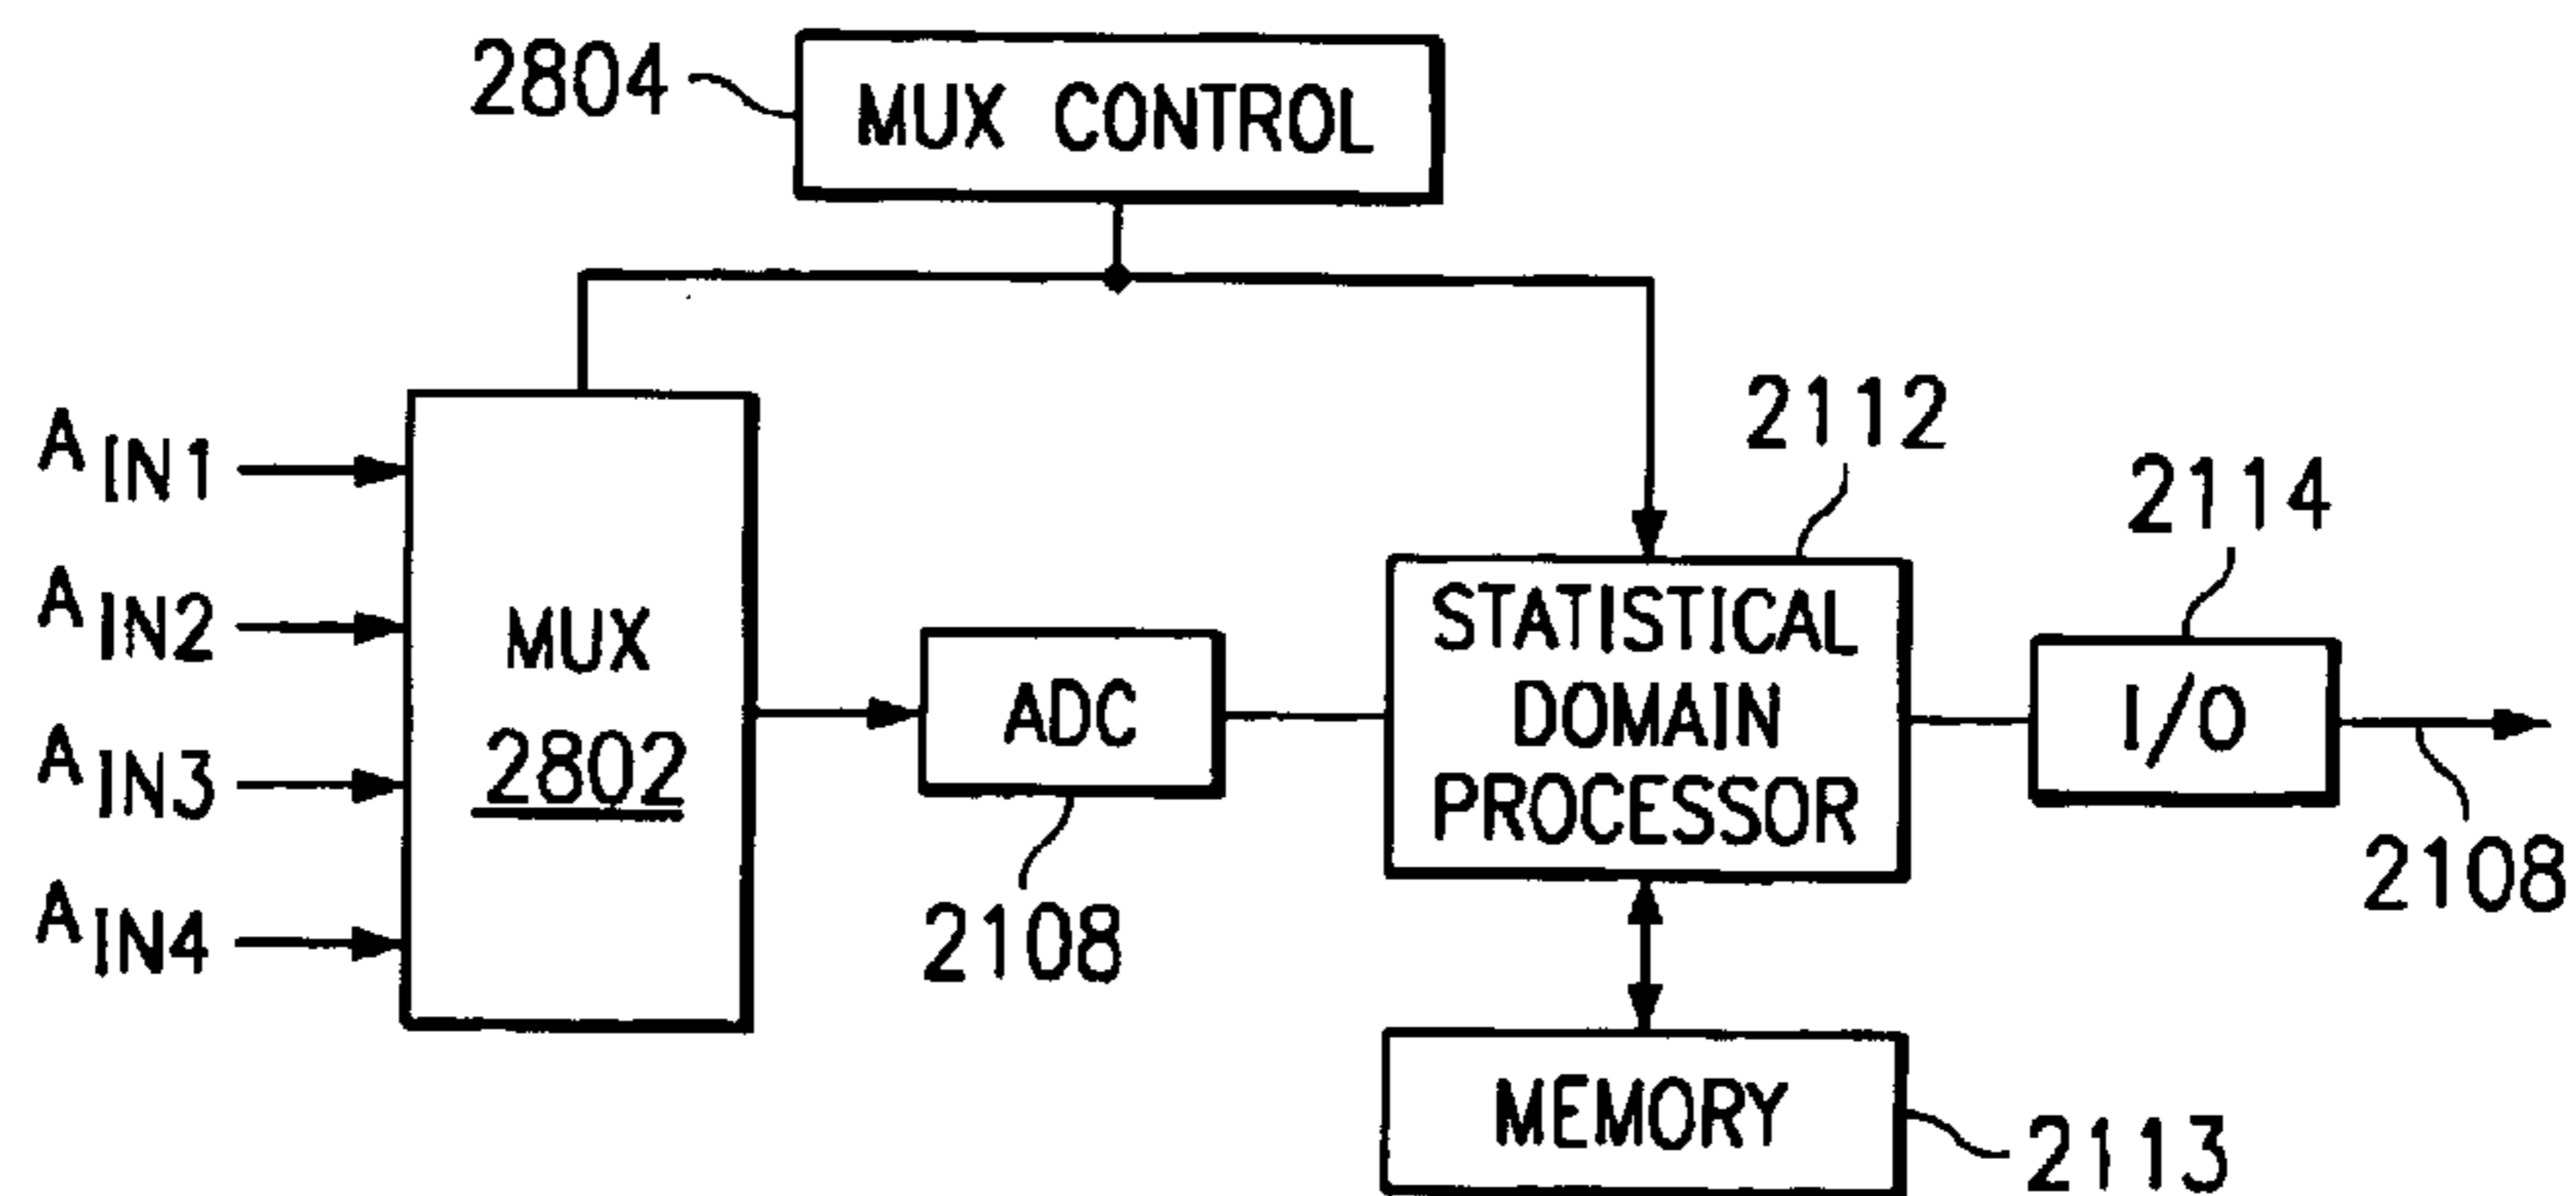 2804
MUX CONTROL
A IN1
A IN2
A IN3
A IN4
MUX
2802
ADC
2108
2112
STATISTICAL
DOMAIN
PROCESSOR
2114
I/O
2108
MEMORY
2113